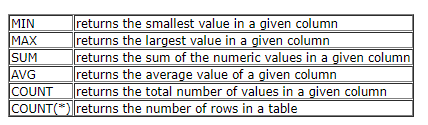 MIN returns the smallest value in a given column
MAX returns the largest value in a given column
SUM returns the sum of the numeric values in a given column
AVG returns the average value of a given column
COUNT returns the total number of values in a given column
COUNT(*) returns the number of rows in a table